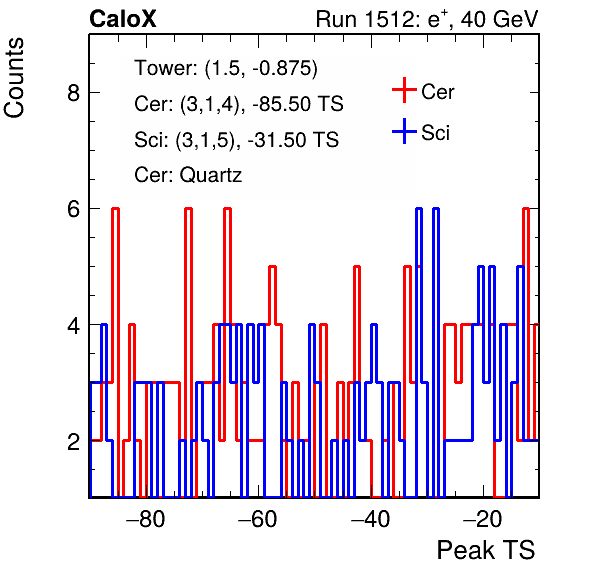 CaloX Run 1512: e⁺, 40 GeV
Counts
Tower: (1.5, -0.875)
Cer: (3,1,4), -85.50 TS
Sci: (3,1,5), -31.50 TS
Cer: Quartz
Cer
Sci
8
6
4
2
−80 −60 −40 −20
Peak TS